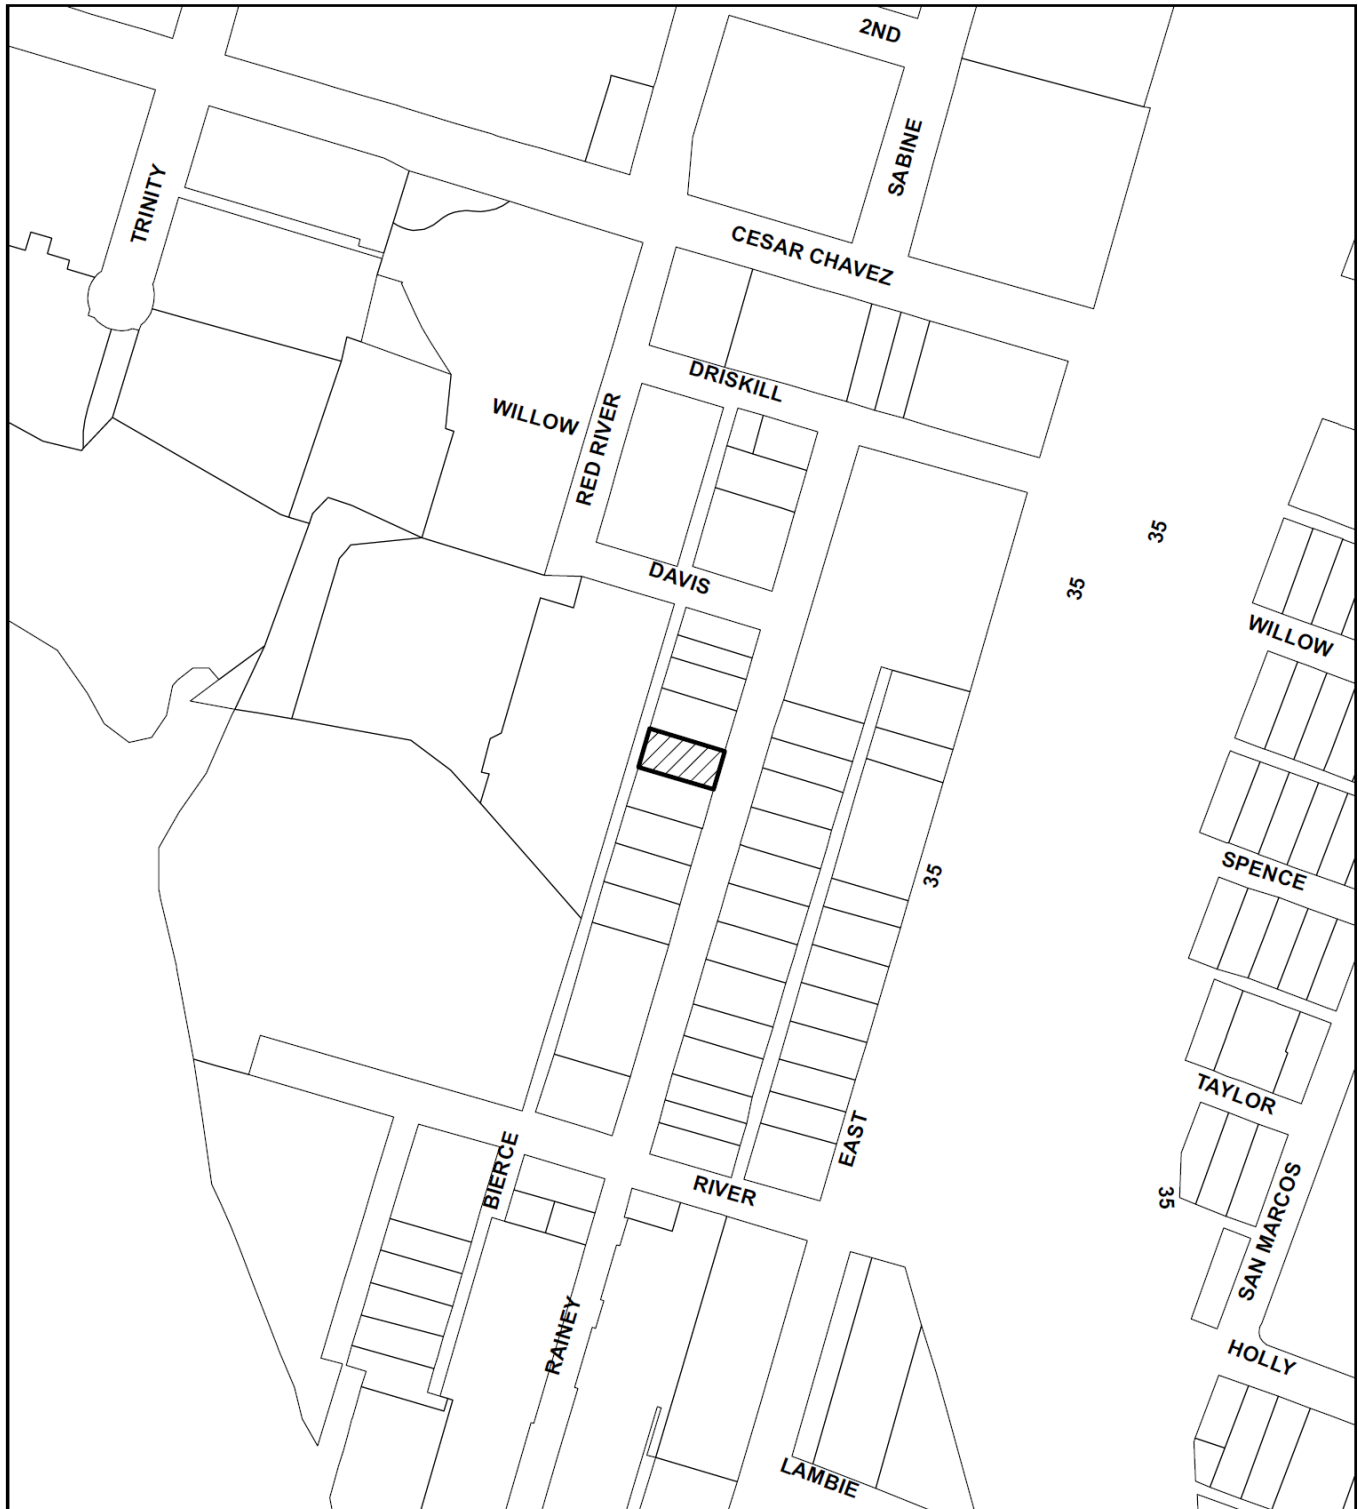 2ND
SABINE
TRINITY
CESAR CHAVEZ
DRISKILL
WILLOW
RED RIVER
35
35
DAVIS
WILLOW
SPENCE
35
TAYLOR
EAST
BIERCE
RIVER
35
SAN MARCOS
RAINEY
HOLLY
LAMBIE